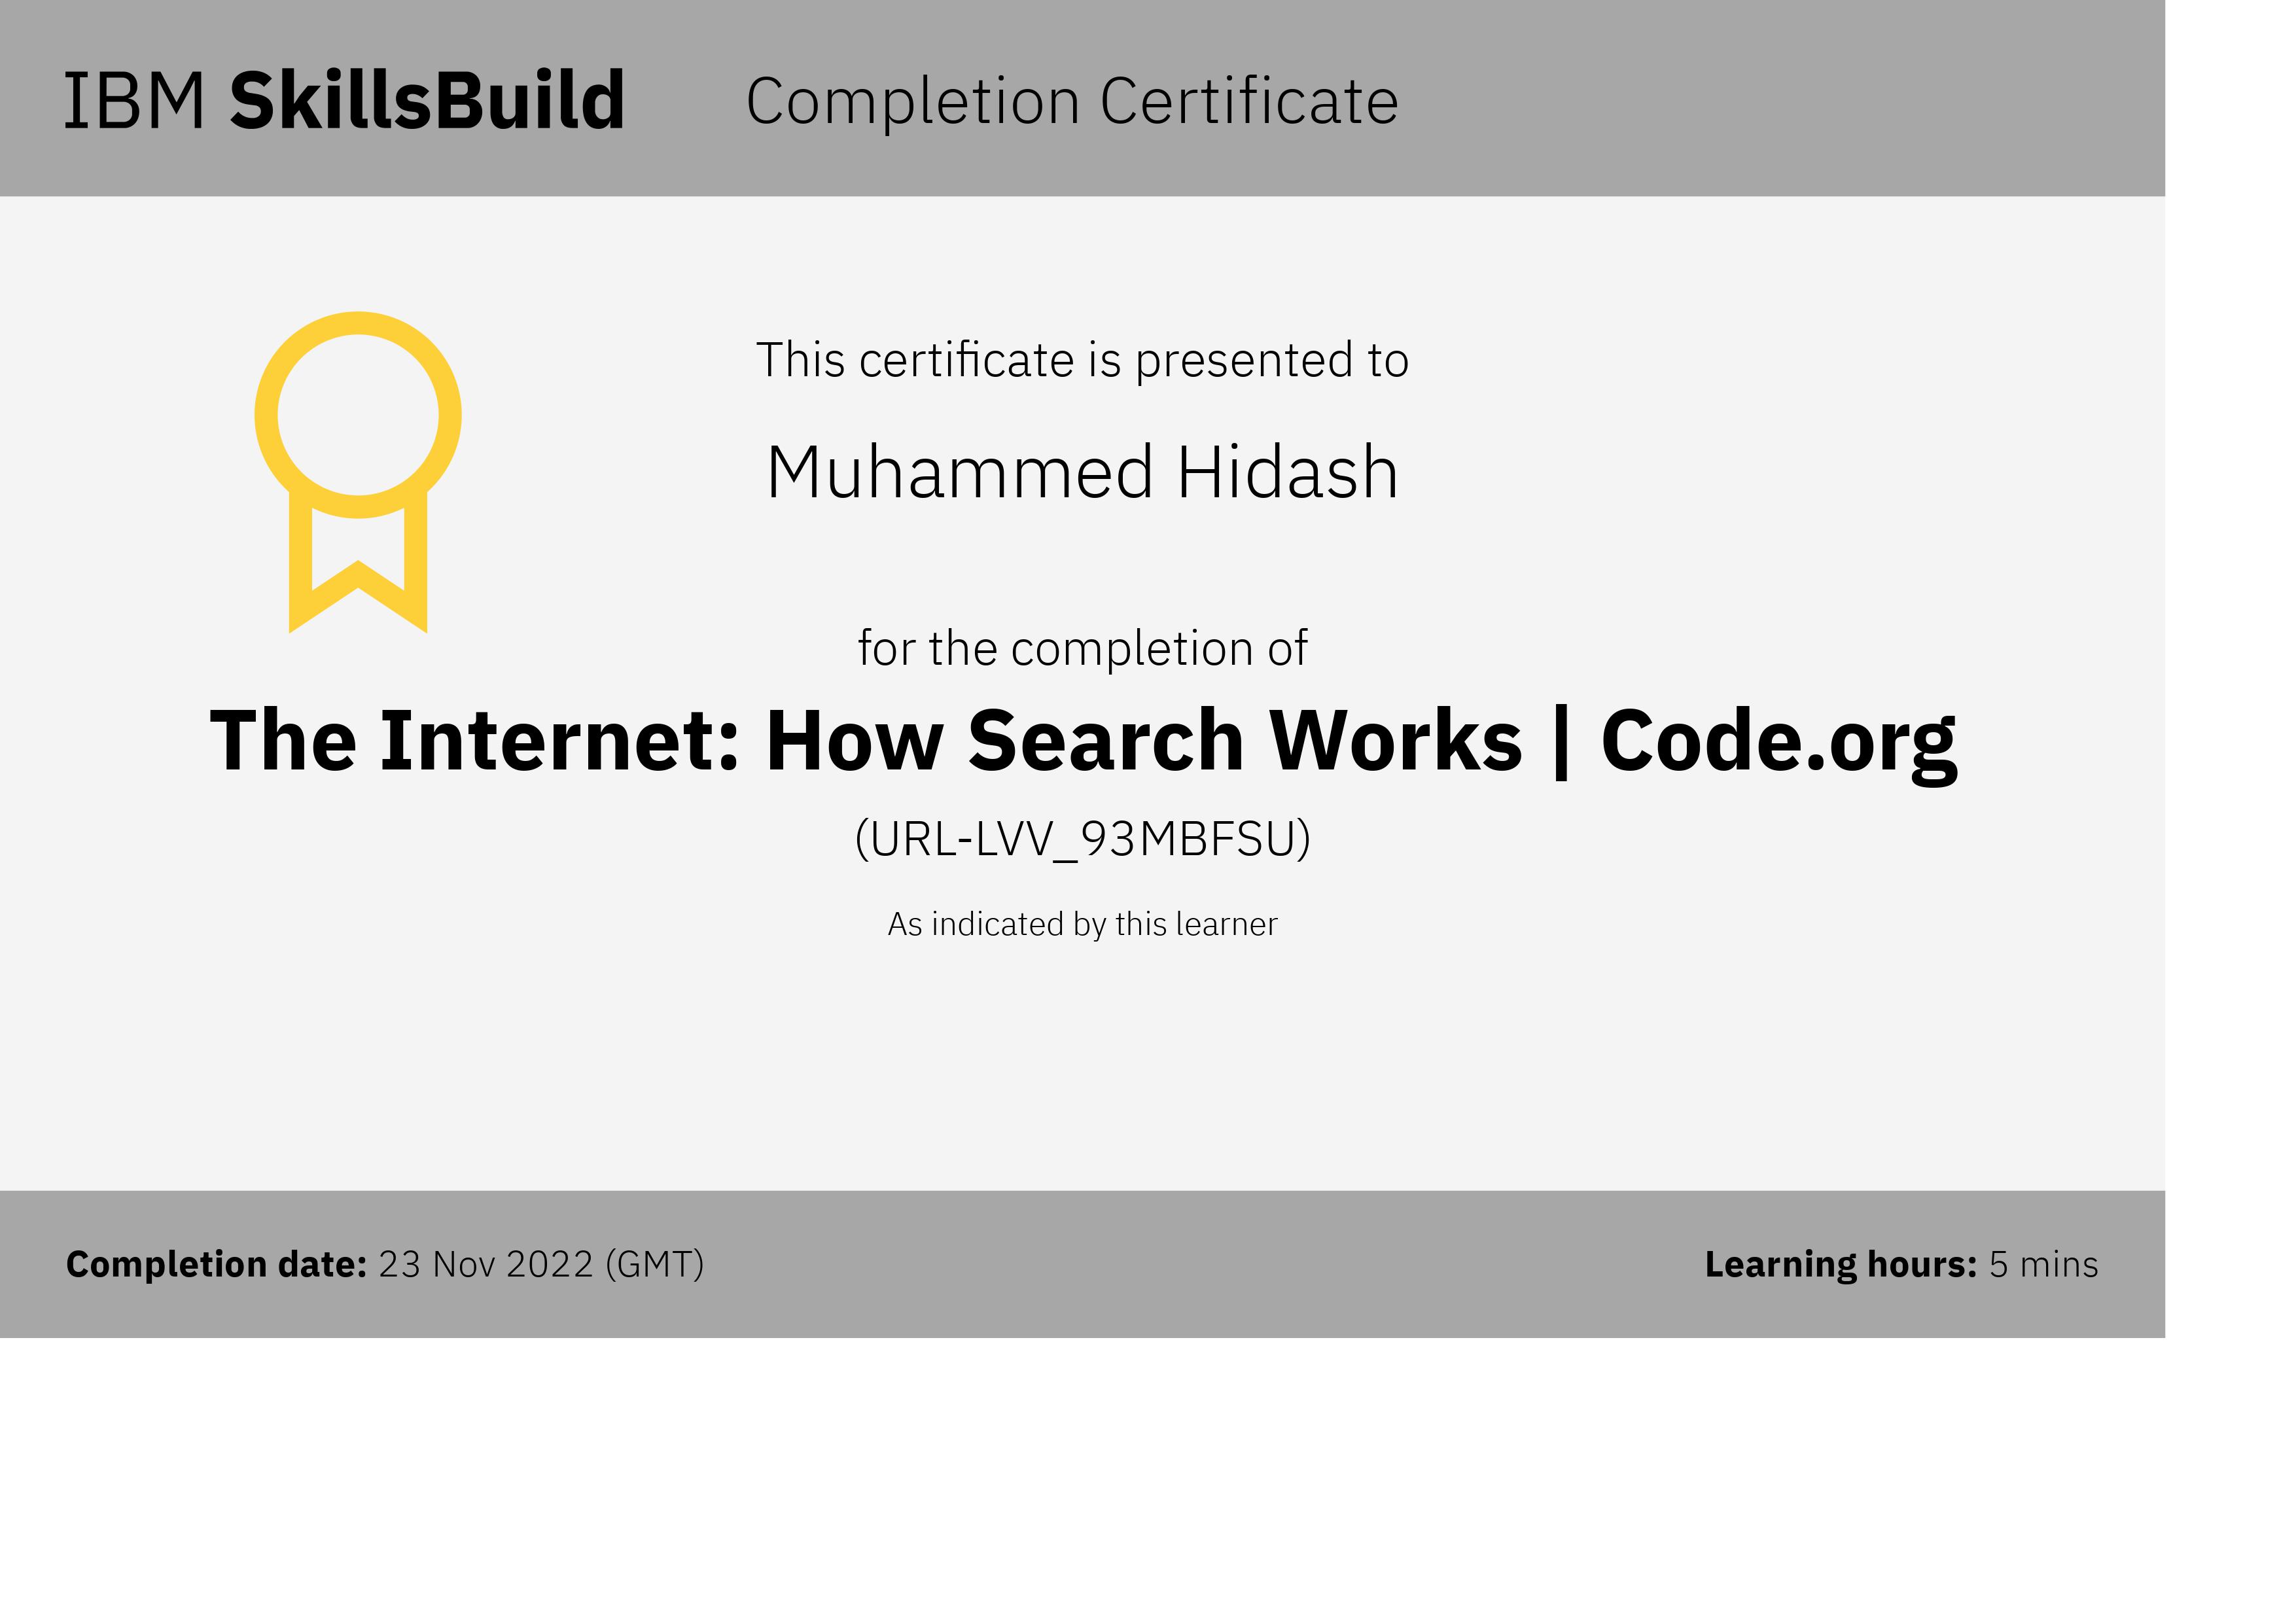 IBM SkillsBuild Completion Certificate
This certificate is presented to
Muhammed Hidash
for the completion of
The Internet: How Search Works | Code.org
(URL-LVV_93MBFSU)
As indicated by this learner
Completion date: 23 Nov 2022 (GMT) Learning hours: 5 mins